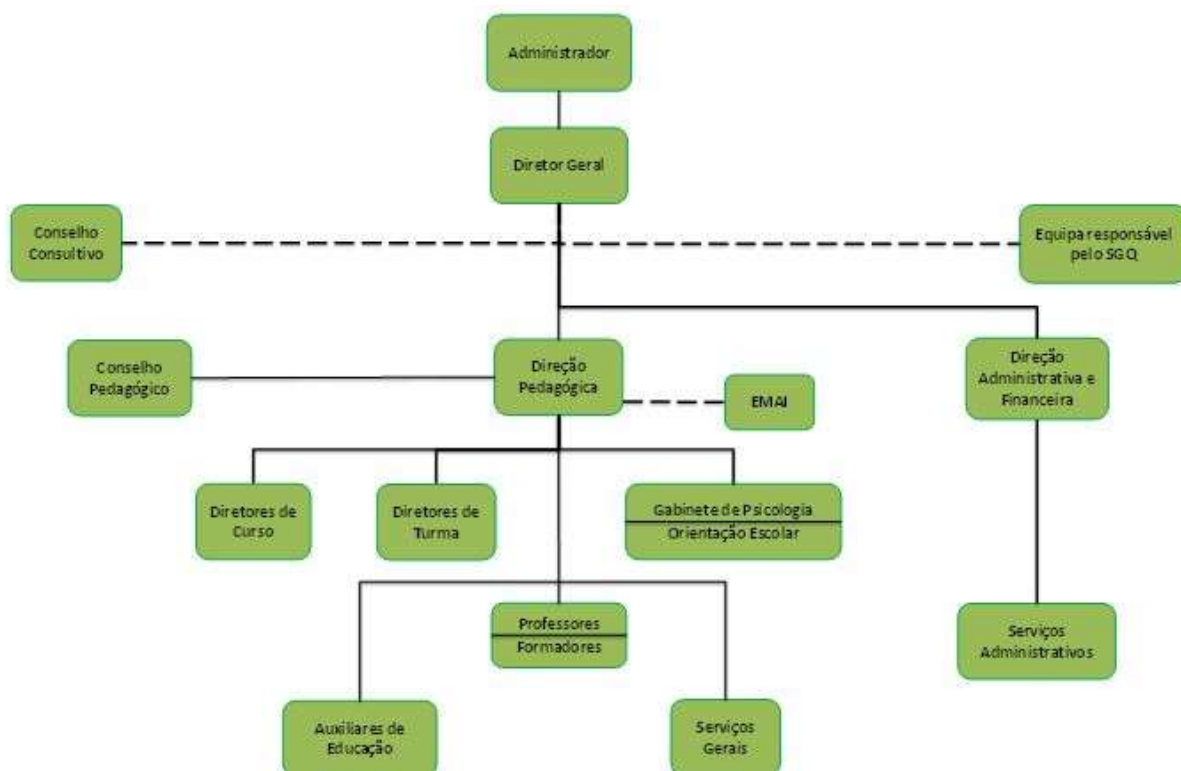 Administrador
Diretor Geral
Conselho
Consultivo
Equipa responsável
pelo SGQ
Conselho
Pedagógico
Direção
Pedagógica
EMAI
Direção
Administrativa e
Financeira
Diretores de
Curso
Diretores de
Turma
Gabinete de Psicologia
Orientação Escolar
Professores
Formadores
Serviços
Administrativos
Auxiliares de
Educação
Serviços
Gerais